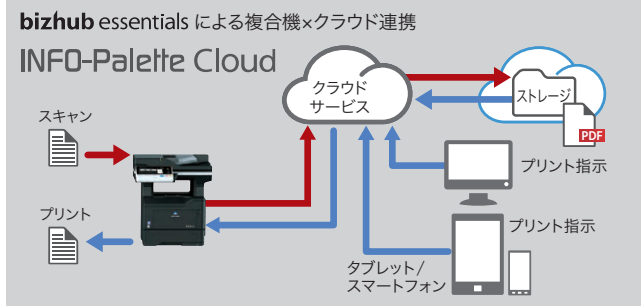 bizhub essentials による複合機×クラウド連携
INFO-Palette Cloud
スキャン
プリント
クラウド
サービス
ストレージ
PDF
プリント指示
プリント指示
タブレット/
スマートフォン